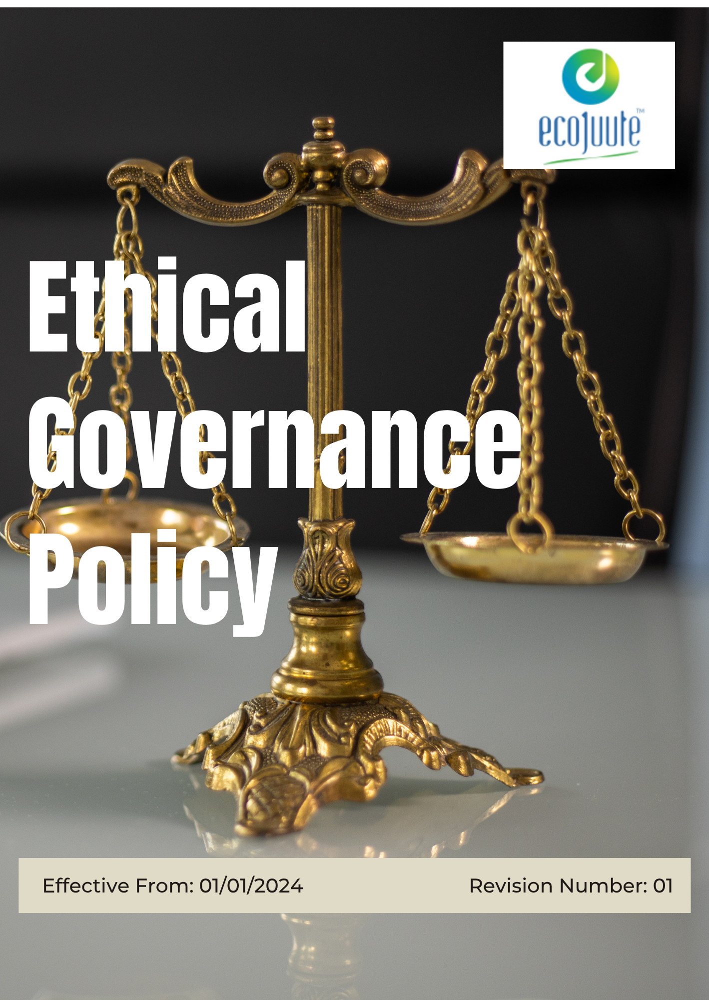 ecojuute™
Ethical
Governance
Policy
Effective From: 01/01/2024
Revision Number: 01